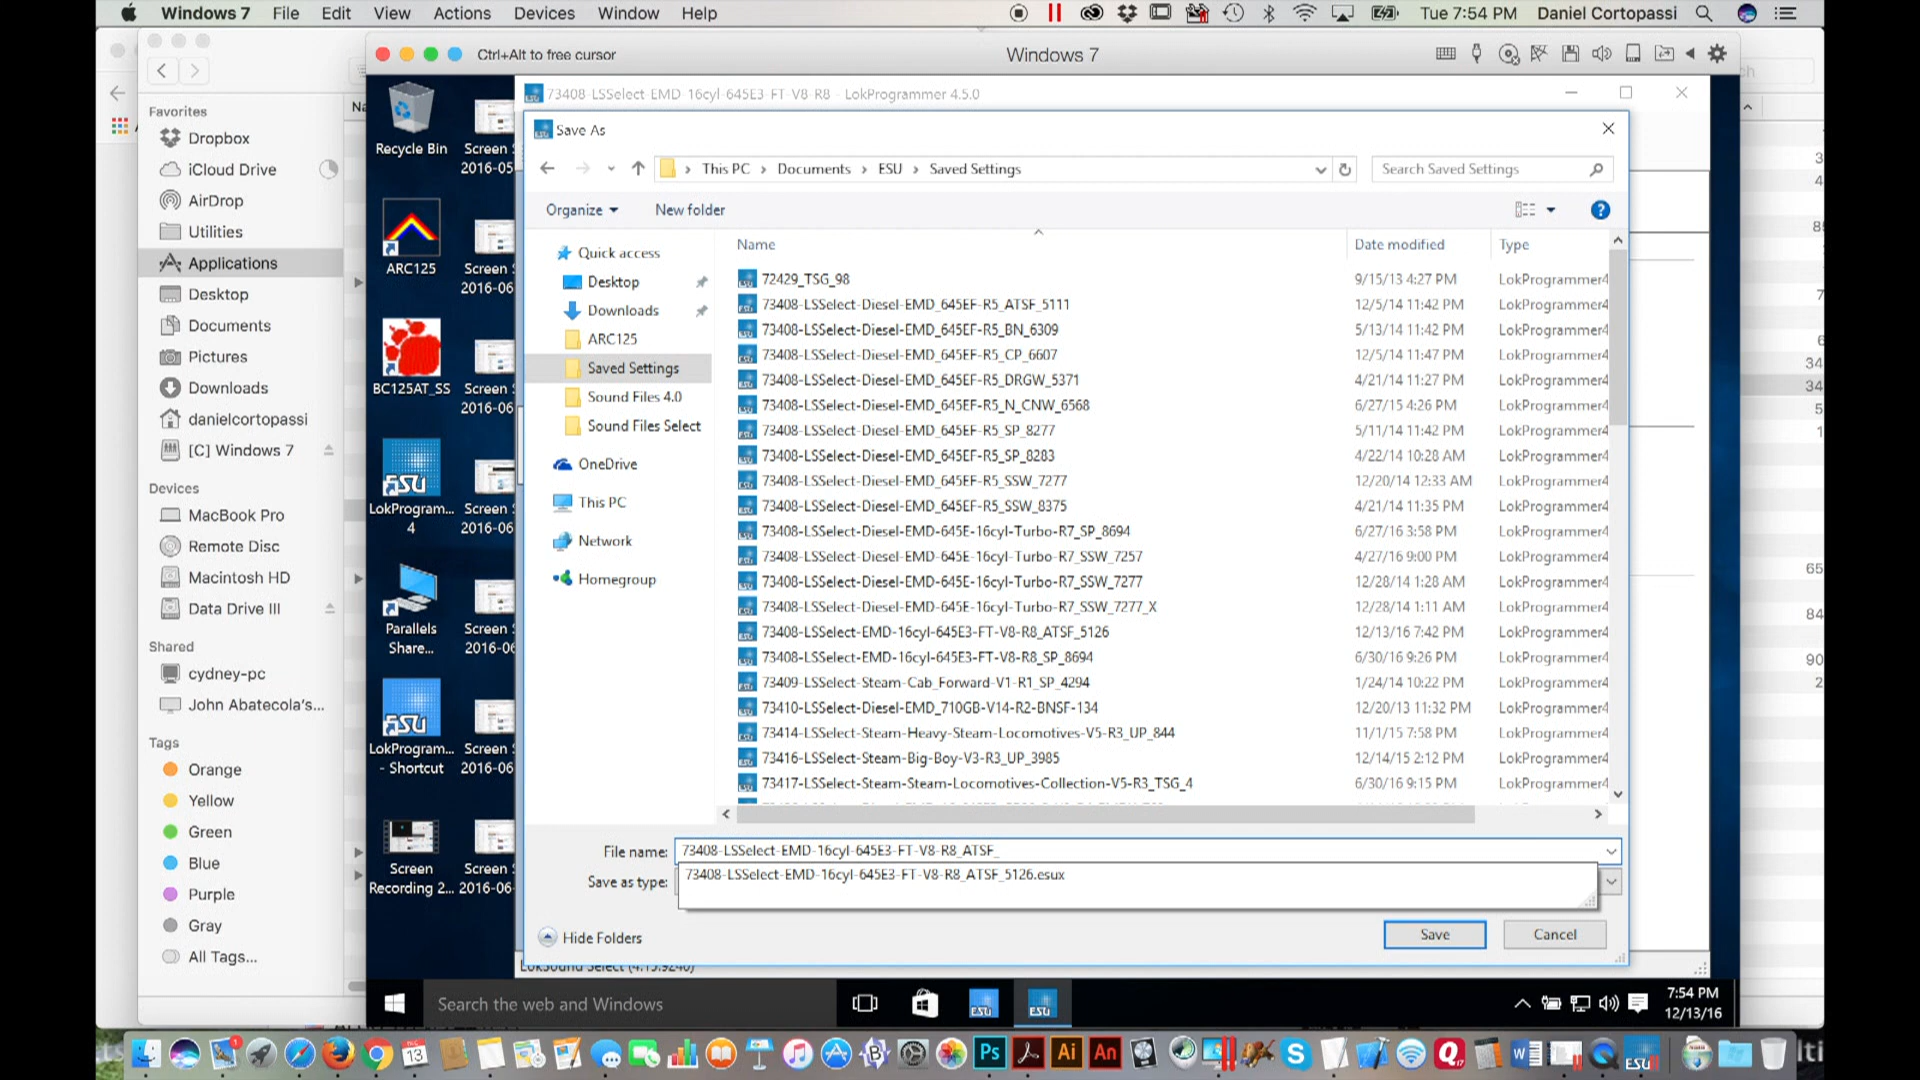 Windows 7 File Edit View Actions Devices Window Help
Tue 7:54 PM Daniel Cortopassi
Ctrl+Alt to free cursor
Windows 7
Favorites
Dropbox
iCloud Drive
AirDrop
Utilities
Applications
Desktop
Documents
Pictures
Downloads
danielcortopassi
[C] Windows 7
Devices
MacBook Pro
Remote Disc
Macintosh HD
Data Drive III
Shared
cydney-pc
John Abatecola's...
Tags
Orange
Yellow
Green
Blue
Purple
Gray
All Tags...
Recycle Bin
ARC125
BC125AT_SS
LokProgram...
4
Parallels
Share...
LokProgram...
- Shortcut
Screen
Recording 2...
Screen
2016-05
Screen
2016-06
Screen
2016-06
Screen
2016-06
Screen
2016-06
Screen
2016-06
2016-06
73408-LSSelect-EMD-16cyl-645E3-FT-V8-R8 - LokProgrammer 4.5.0
Save As
This PC > Documents > ESU > Saved Settings
Search Saved Settings
Organize
New folder
Quick access
Desktop
Downloads
ARC125
Saved Settings
Sound Files 4.0
Sound Files Select
OneDrive
This PC
Network
Homegroup
Name Date modified Type
72429_TSG_98 9/15/13 4:27 PM LokProgrammer4
73408-LSSelect-Diesel-EMD_645EF-R5_ATSF_5111 12/5/14 11:42 PM LokProgrammer4
73408-LSSelect-Diesel-EMD_645EF-R5_BN_6309 5/13/14 11:42 PM LokProgrammer4
73408-LSSelect-Diesel-EMD_645EF-R5_CP_6607 12/5/14 11:47 PM LokProgrammer4
73408-LSSelect-Diesel-EMD_645EF-R5_DRGW_5371 4/21/14 11:27 PM LokProgrammer4
73408-LSSelect-Diesel-EMD_645EF-R5_N_CNW_6568 6/27/15 4:26 PM LokProgrammer4
73408-LSSelect-Diesel-EMD_645EF-R5_SP_8277 5/11/14 11:42 PM LokProgrammer4
73408-LSSelect-Diesel-EMD_645EF-R5_SP_8283 4/22/14 10:28 AM LokProgrammer4
73408-LSSelect-Diesel-EMD_645EF-R5_SSW_7277 12/20/14 12:33 AM LokProgrammer4
73408-LSSelect-Diesel-EMD_645EF-R5_SSW_8375 4/21/14 11:35 PM LokProgrammer4
73408-LSSelect-Diesel-EMD-645E-16cyl-Turbo-R7_SP_8694 6/27/16 3:58 PM LokProgrammer4
73408-LSSelect-Diesel-EMD-645E-16cyl-Turbo-R7_SSW_7257 4/27/16 9:00 PM LokProgrammer4
73408-LSSelect-Diesel-EMD-645E-16cyl-Turbo-R7_SSW_7277 12/28/14 1:28 AM LokProgrammer4
73408-LSSelect-Diesel-EMD-645E-16cyl-Turbo-R7_SSW_7277_X 12/28/14 1:11 AM LokProgrammer4
73408-LSSelect-EMD-16cyl-645E3-FT-V8-R8_ATSF_5126 12/13/16 7:42 PM LokProgrammer4
73408-LSSelect-EMD-16cyl-645E3-FT-V8-R8_SP_8694 6/30/16 9:26 PM LokProgrammer4
73409-LSSelect-Steam-Cab_Forward-V1-R1_SP_4294 1/24/14 10:22 PM LokProgrammer4
73410-LSSelect-Diesel-EMD_710GB-V14-R2-BNSF-134 12/20/13 11:32 PM LokProgrammer4
73414-LSSelect-Steam-Heavy-Steam-Locomotives-V5-R3_UP_844 11/1/15 7:58 PM LokProgrammer4
73416-LSSelect-Steam-Big-Boy-V3-R3_UP_3985 12/14/15 2:12 PM LokProgrammer4
73417-LSSelect-Steam-Steam-Locomotives-Collection-V5-R3_TSG_4 6/30/16 9:15 PM LokProgrammer4
File name: 73408-LSSelect-EMD-16cyl-645E3-FT-V8-R8_ATSF_
73408-LSSelect-EMD-16cyl-645E3-FT-V8-R8_ATSF_5126.esux
Save as type:
Hide Folders
Save
Cancel
Search the web and Windows
7:54 PM
12/13/16